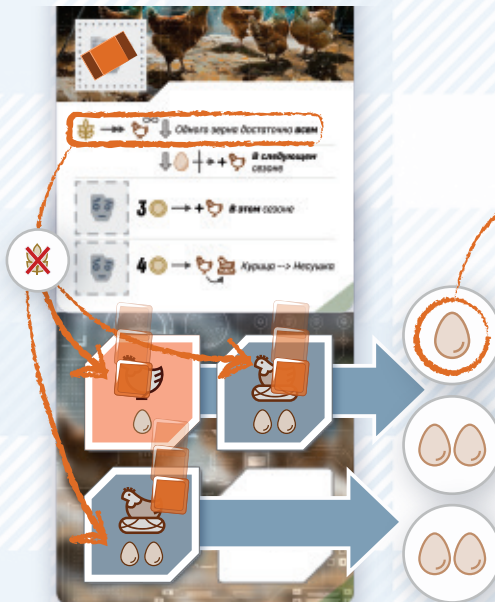 Одного зерна достаточно всем
В следующем
сезоне
3 + В этом сезоне
4 Курица --> Несушка